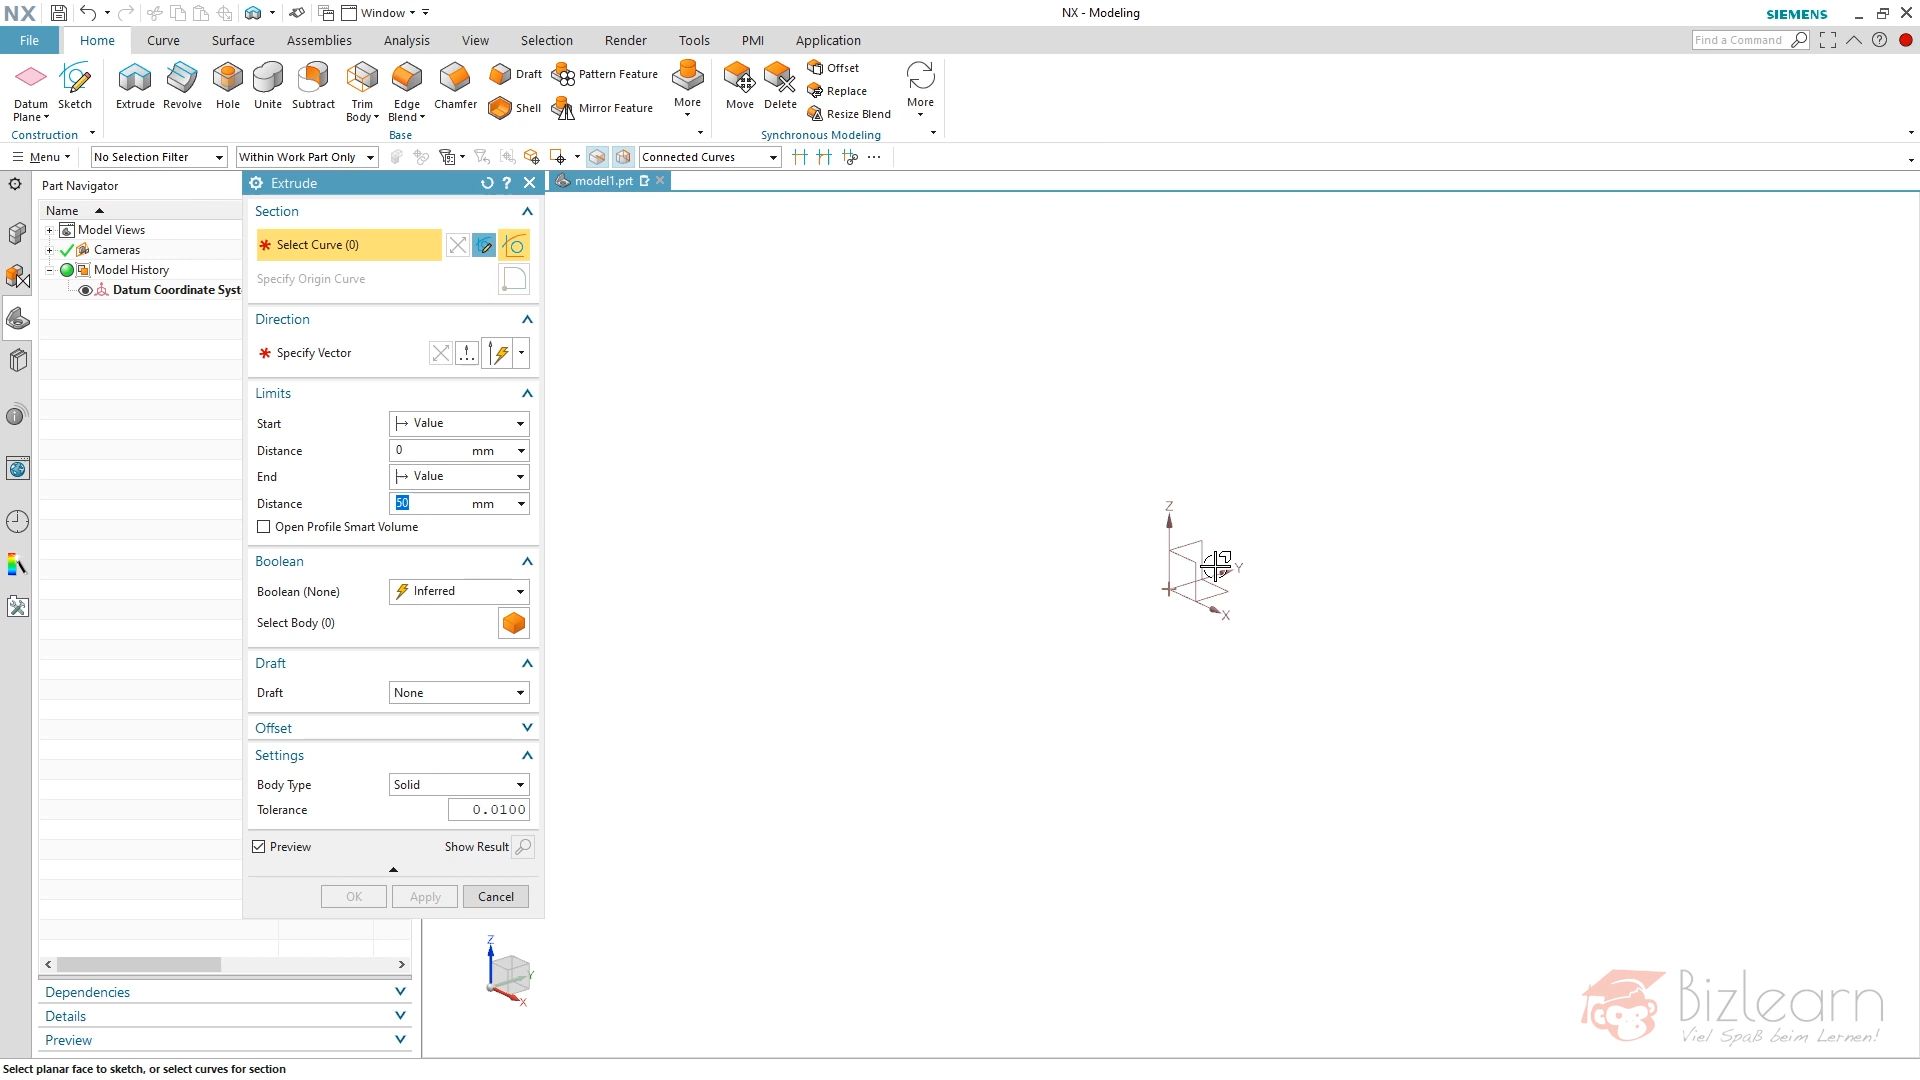 NX
Window
NX - Modeling
SIEMENS
File
Home
Curve
Surface
Assemblies
Analysis
View
Selection
Render
Tools
PMI
Application
Find a Command
Datum Plane
Sketch
Extrude
Revolve
Hole
Unite
Subtract
Trim Body
Edge Blend
Chamfer
Draft
Shell
Pattern Feature
Mirror Feature
More
Move
Delete
Offset
Replace
Resize Blend
More
Construction
Base
Synchronous Modeling
Menu
No Selection Filter
Within Work Part Only
Connected Curves
Part Navigator
Extrude
model1.prt
Name
Model Views
Cameras
Model History
Datum Coordinate Syst
Section
Select Curve (0)
Specify Origin Curve
Direction
Specify Vector
Limits
Start
Value
Distance
0 mm
End
Value
Distance
50 mm
Open Profile Smart Volume
Boolean
Boolean (None)
Inferred
Select Body (0)
Draft
Draft
None
Offset
Settings
Body Type
Solid
Tolerance
0.0100
Preview
Show Result
OK
Apply
Cancel
Z
Y
X
Z
Y
X
Dependencies
Details
Preview
Bizlearn
Viel Spaß beim Lernen!
Select planar face to sketch, or select curves for section